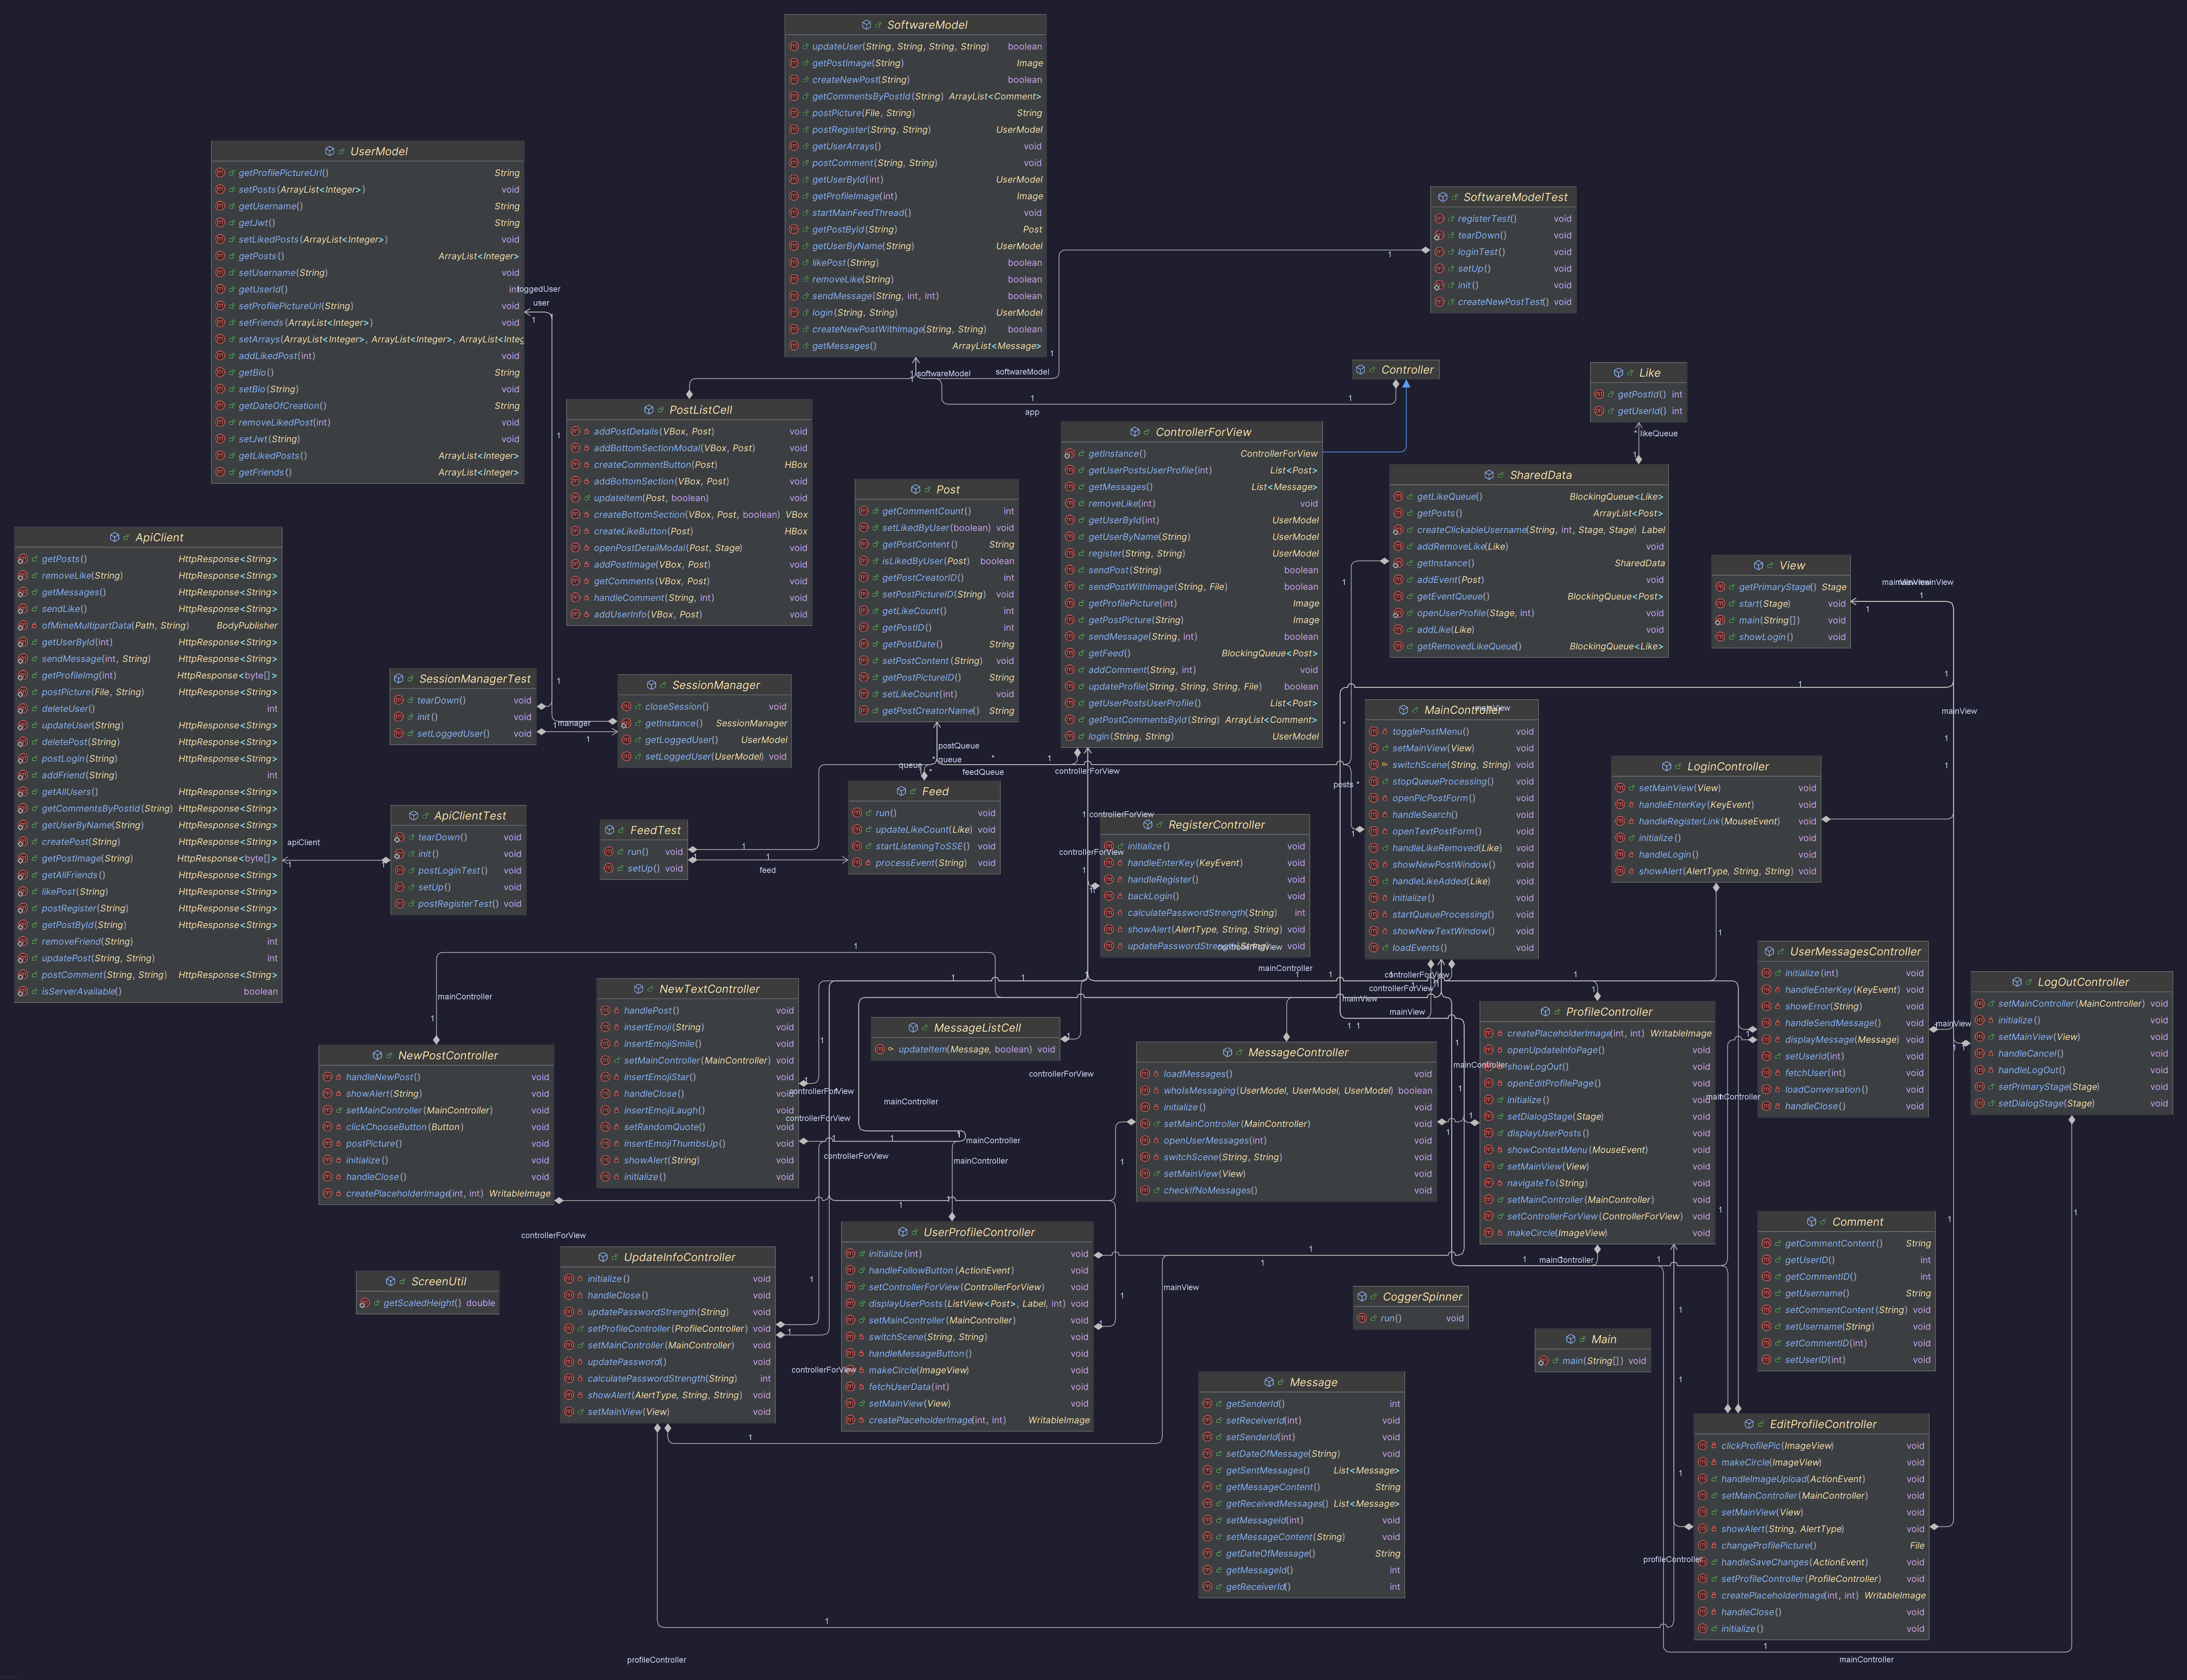 SoftwareModel
updateUser(String, String, String, String) boolean
getPostImage(String) Image
createNewPost(String) boolean
getCommentsByPostId(String) ArrayList<Comment>
postPicture(File, String) String
postRegister(String, String) UserModel
getUserArrays() void
postComment(String, String) void
getUserById(int) UserModel
getProfileImage(int) Image
startMainFeedThread() void
getPostById(String) Post
getUserByName(String) UserModel
likePost(String) boolean
removeLike(String) boolean
sendMessage(String, int, int) boolean
login(String, String) UserModel
createNewPostWithImage(String, String) boolean
getMessages() ArrayList<Message>
UserModel
getProfilePictureUrl() String
setPosts(ArrayList<Integer>) void
getUsername() String
getJwt() String
setLikedPosts(ArrayList<Integer>) void
getPosts() ArrayList<Integer>
setUsername(String) void
getUserId() int
setProfilePictureUrl(String) void
setFriends(ArrayList<Integer>) void
setArrays(ArrayList<Integer>, ArrayList<Integer>, ArrayList<Integ
addLikedPost(int) void
getBio() String
setBio(String) void
getDateOfCreation() String
removeLikedPost(int) void
setJwt(String) void
getLikedPosts() ArrayList<Integer>
getFriends() ArrayList<Integer>
loggedUser
user
1
SoftwareModelTest
registerTest() void
tearDown() void
loginTest() void
setUp() void
init() void
createNewPostTest() void
softwareModel
softwareModel
app
Controller
Like
getPostId() int
getUserId() int
* likeQueue
PostListCell
addPostDetails(VBox, Post) void
addBottomSectionModal(VBox, Post) void
createCommentButton(Post) HBox
addBottomSection(VBox, Post) void
updateItem(Post, boolean) void
createBottomSection(VBox, Post, boolean) VBox
createLikeButton(Post) HBox
openPostDetailModal(Post, Stage) void
addPostImage(VBox, Post) void
getComments(VBox, Post) void
handleComment(String, int) void
addUserInfo(VBox, Post) void
ControllerForView
getInstance() ControllerForView
getUserPostsUserProfile(int) List<Post>
getMessages() List<Message>
removeLike(int) void
getUserById(int) UserModel
getUserByName(String) UserModel
register(String, String) UserModel
sendPost(String) boolean
sendPostWithImage(String, File) boolean
getProfilePicture(int) Image
getPostPicture(String) Image
sendMessage(String, int) boolean
getFeed() BlockingQueue<Post>
addComment(String, int) void
updateProfile(String, String, String, File) boolean
getUserPostsUserProfile() List<Post>
getPostCommentsById(String) ArrayList<Comment>
login(String, String) UserModel
SharedData
getLikeQueue() BlockingQueue<Like>
getPosts() ArrayList<Post>
createClickableUsername(String, int, Stage, Stage) Label
addRemoveLike(Like) void
getInstance() SharedData
addEvent(Post) void
getEventQueue() BlockingQueue<Post>
openUserProfile(Stage, int) void
addLike(Like) void
getRemovedLikeQueue() BlockingQueue<Like>
Post
getCommentCount() int
setLikedByUser(boolean) void
getPostContent() String
isLikedByUser(Post) boolean
getPostCreatorID() int
setPostPictureID(String) void
getLikeCount() int
getPostID() int
getPostDate() String
setPostContent(String) void
getPostPictureID() String
setLikeCount(int) void
getPostCreatorName() String
ApiClient
getPosts() HttpResponse<String>
removeLike(String) HttpResponse<String>
getMessages() HttpResponse<String>
sendLike() HttpResponse<String>
ofMimeMultipartData(Path, String) BodyPublisher
getUserById(int) HttpResponse<String>
sendMessage(int, String) HttpResponse<String>
getProfileImg(int) HttpResponse<byte[]>
postPicture(File, String) HttpResponse<String>
deleteUser() int
updateUser(String) HttpResponse<String>
deletePost(String) HttpResponse<String>
postLogin(String) HttpResponse<String>
addFriend(String) int
getAllUsers() HttpResponse<String>
getCommentsByPostId(String) HttpResponse<String>
getUserByName(String) HttpResponse<String>
createPost(String) HttpResponse<String>
getPostImage(String) HttpResponse<byte[]>
getAllFriends() HttpResponse<String>
likePost(String) HttpResponse<String>
postRegister(String) HttpResponse<String>
getPostById(String) HttpResponse<String>
removeFriend(String) int
updatePost(String, String) int
postComment(String, String) HttpResponse<String>
isServerAvailable() boolean
View
getPrimaryStage() Stage
start(Stage) void
main(String[]) void
showLogin() void
mainView
mainView
SessionManagerTest
tearDown() void
init() void
setLoggedUser() void
manager
SessionManager
closeSession() void
getInstance() SessionManager
getLoggedUser() UserModel
setLoggedUser(UserModel) void
MainController
togglePostMenu() void
setMainView(View) void
switchScene(String, String) void
stopQueueProcessing() void
openPicPostForm() void
handleSearch() void
openTextPostForm() void
handleLikeRemoved(Like) void
showNewPostWindow() void
handleLikeAdded(Like) void
initialize() void
startQueueProcessing() void
showNewTextWindow() void
loadEvents() void
postQueue
queue
queue
feedQueue
controllerForView
posts *
LoginController
setMainView(View) void
handleEnterKey(KeyEvent) void
handleRegisterLink(MouseEvent) void
initialize() void
handleLogin() void
showAlert(AlertType, String, String) void
Feed
run() void
updateLikeCount(Like) void
startListeningToSSE() void
processEvent(String) void
ApiClientTest
tearDown() void
init() void
postLoginTest() void
setUp() void
postRegisterTest() void
apiClient
FeedTest
run() void
setUp() void
feed
RegisterController
initialize() void
handleEnterKey(KeyEvent) void
handleRegister() void
backLogin() void
calculatePasswordStrength(String) int
showAlert(AlertType, String, String) void
updatePasswordStrength(String) void
controllerForView
controllerForView
controllerForView
UserMessagesController
initialize(int) void
handleEnterKey(KeyEvent) void
showError(String) void
handleSendMessage() void
displayMessage(Message) void
setUserId(int) void
fetchUser(int) void
loadConversation() void
handleClose() void
mainView
LogOutController
setMainController(MainController) void
initialize() void
setMainView(View) void
handleCancel() void
handleLogOut() void
setPrimaryStage(Stage) void
setDialogStage(Stage) void
mainController
controllerForView
controllerForView
mainView
mainView
NewTextController
handlePost() void
insertEmoji(String) void
insertEmojiSmile() void
setMainController(MainController) void
insertEmojiStar() void
handleClose() void
insertEmojiLaugh() void
setRandomQuote() void
insertEmojiThumbsUp() void
showAlert(String) void
initialize() void
mainController
MessageListCell
updateItem(Message, boolean) void
ProfileController
createPlaceholderImage(int, int) WritableImage
openUpdateInfoPage() void
showLogOut() void
openEditProfilePage() void
initialize() void
setDialogStage(Stage) void
displayUserPosts() void
showContextMenu(MouseEvent) void
setMainView(View) void
navigateTo(String) void
setMainController(MainController) void
setControllerForView(ControllerForView) void
makeCircle(ImageView) void
NewPostController
handleNewPost() void
showAlert(String) void
setMainController(MainController) void
clickChooseButton(Button) void
postPicture() void
initialize() void
handleClose() void
createPlaceholderImage(int, int) WritableImage
MessageController
loadMessages() void
whoIsMessaging(UserModel, UserModel, UserModel) boolean
initialize() void
setMainController(MainController) void
openUserMessages(int) void
switchScene(String, String) void
setMainView(View) void
checkIfNoMessages() void
controllerForView
mainController
mainController
controllerForView
mainController
controllerForView
mainController
controllerForView
mainController
UserProfileController
initialize(int) void
handleFollowButton(ActionEvent) void
setControllerForView(ControllerForView) void
displayUserPosts(ListView<Post>, Label, int) void
setMainController(MainController) void
switchScene(String, String) void
handleMessageButton() void
makeCircle(ImageView) void
fetchUserData(int) void
setMainView(View) void
createPlaceholderImage(int, int) WritableImage
Comment
getCommentContent() String
getUserID() int
getCommentID() int
getUsername() String
setCommentContent(String) void
setUsername(String) void
setCommentID(int) void
setUserID(int) void
controllerForView
UpdateInfoController
initialize() void
handleClose() void
updatePasswordStrength(String) void
setProfileController(ProfileController) void
setMainController(MainController) void
updatePassword() void
calculatePasswordStrength(String) int
showAlert(AlertType, String, String) void
setMainView(View) void
mainController
mainView
controllerForView
ScreenUtil
getScaledHeight() double
CoggerSpinner
run() void
Main
main(String[]) void
Message
getSenderId() int
setReceiverId(int) void
setSenderId(int) void
setDateOfMessage(String) void
getSentMessages() List<Message>
getMessageContent() String
getReceivedMessages() List<Message>
setMessageId(int) void
setMessageContent(String) void
getDateOfMessage() String
getMessageId() int
getReceiverId() int
EditProfileController
clickProfilePic(ImageView) void
makeCircle(ImageView) void
handleImageUpload(ActionEvent) void
setMainController(MainController) void
setMainView(View) void
showAlert(String, AlertType) void
changeProfilePicture() File
handleSaveChanges(ActionEvent) void
setProfileController(ProfileController) void
createPlaceholderImage(int, int) WritableImage
handleClose() void
initialize() void
profileController
profileController
mainController